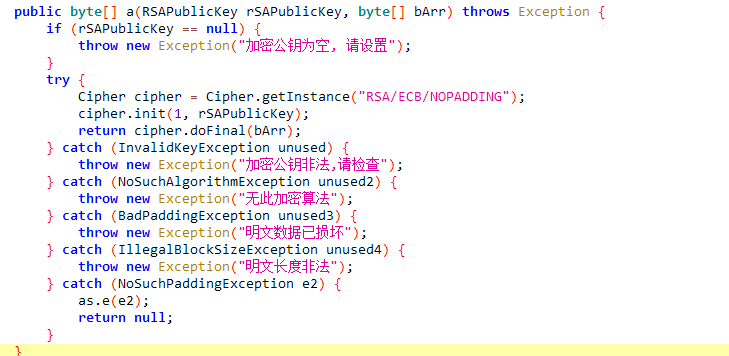 public byte[] a(RSAPublicKey rSAPublicKey, byte[] bArr) throws Exception {
    if (rSAPublicKey == null) {
        throw new Exception("加密公钥为空, 请设置");
    }
    try {
        Cipher cipher = Cipher.getInstance("RSA/ECB/NOPADDING");
        cipher.init(1, rSAPublicKey);
        return cipher.doFinal(bArr);
    } catch (InvalidKeyException unused) {
        throw new Exception("加密公钥非法,请检查");
    } catch (NoSuchAlgorithmException unused2) {
        throw new Exception("无此加密算法");
    } catch (BadPaddingException unused3) {
        throw new Exception("明文数据已损坏");
    } catch (IllegalBlockSizeException unused4) {
        throw new Exception("明文长度非法");
    } catch (NoSuchPaddingException e2) {
        as.e(e2);
        return null;
    }
}